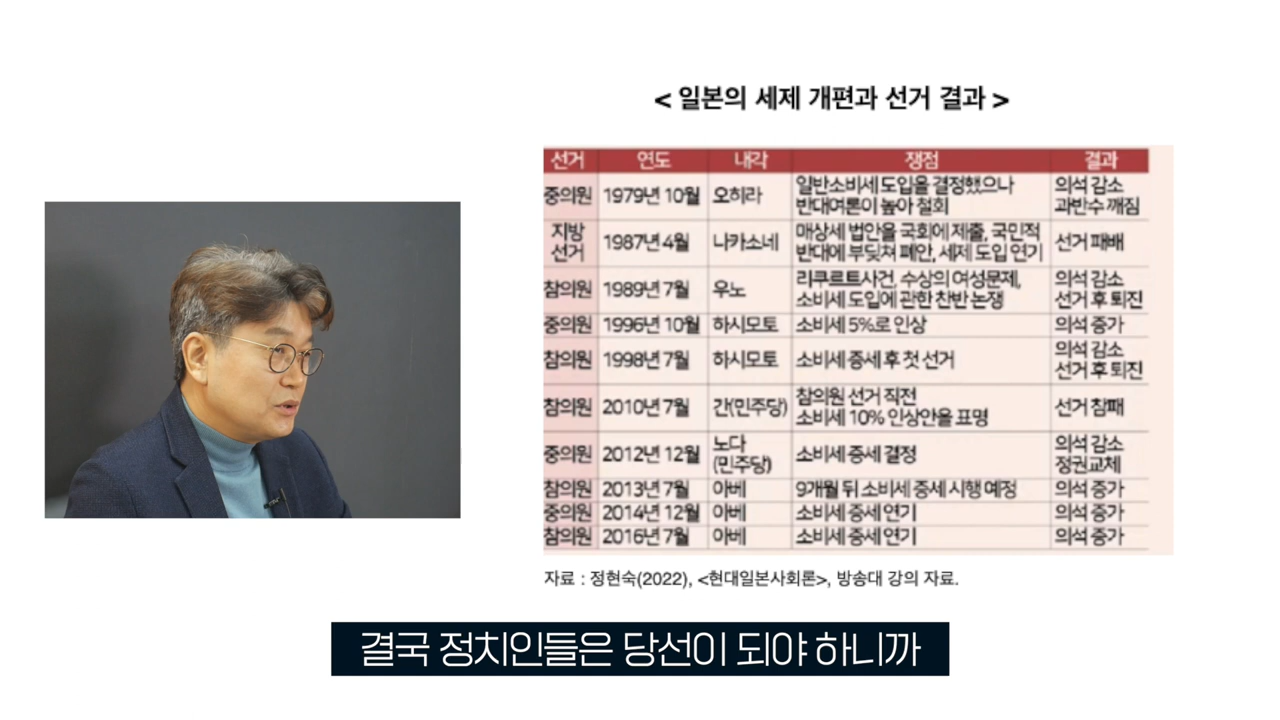 < 일본의 세제 개편과 선거 결과 >
선거 연도 내각 쟁점 결과
중의원 1979년 10월 오히라 일반소비세 도입을 결정했으나 의석 감소
반대여론이 높아 철회 과반수 깨짐
지방 매상세 법안을 국회에 제출, 국민적
선거 1987년 4월 나카소네 반대에 부딪쳐 폐안, 세제 도입 연기 선거 패배
참의원 1989년 7월 우노 리쿠르트사건, 수상의 여성문제, 의석 감소
소비세 도입에 관한 찬반 논쟁 선거 후 퇴진
중의원 1996년 10월 하시모토 소비세 5%로 인상 의석 증가
참의원 1998년 7월 하시모토 소비세 증세 후 첫 선거 의석 감소
선거 후 퇴진
참의원 2010년 7월 간(민주당) 참의원 선거 직전 선거 참패
소비세 10% 인상안을 표명
중의원 2012년 12월 노다 소비세 증세 결정 의석 감소
(민주당) 정권교체
참의원 2013년 7월 아베 9개월 뒤 소비세 증세 시행 예정 의석 증가
중의원 2014년 12월 아베 소비세 증세 연기 의석 증가
참의원 2016년 7월 아베 소비세 증세 연기 의석 증가
자료 : 정현숙(2022), <현대일본사회론>, 방송대 강의 자료.
결국 정치인들은 당선이 되야 하니까